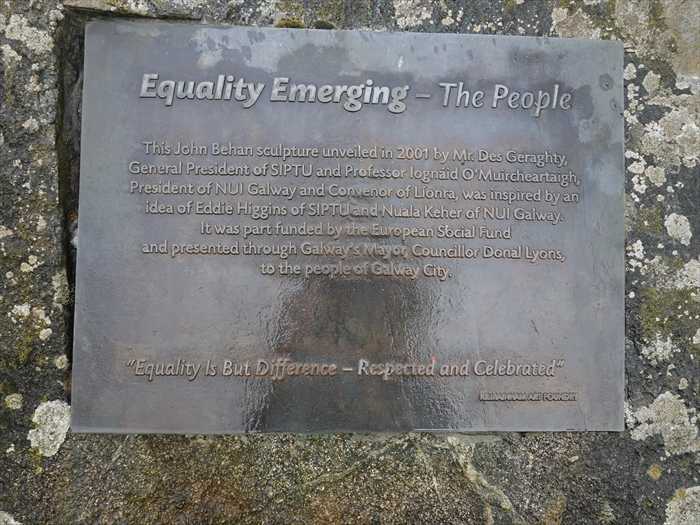 Equality Emerging – The People
This John Behan sculpture unveiled in 2001 by Mr. Des Geraghty,
General President of SIPTU and Professor Iognáid O'Muircheartaigh,
President of NUI Galway and Convenor of Líonra, was inspired by an
idea of Eddie Higgins of SIPTU and Nuala Keher of NUI Galway.
It was part funded by the European Social Fund
and presented through Galway's Mayor, Councillor Donal Lyons,
to the people of Galway City.
"Equality Is But Difference – Respected and Celebrated"
KILMAINHAM ART FOUNDRY